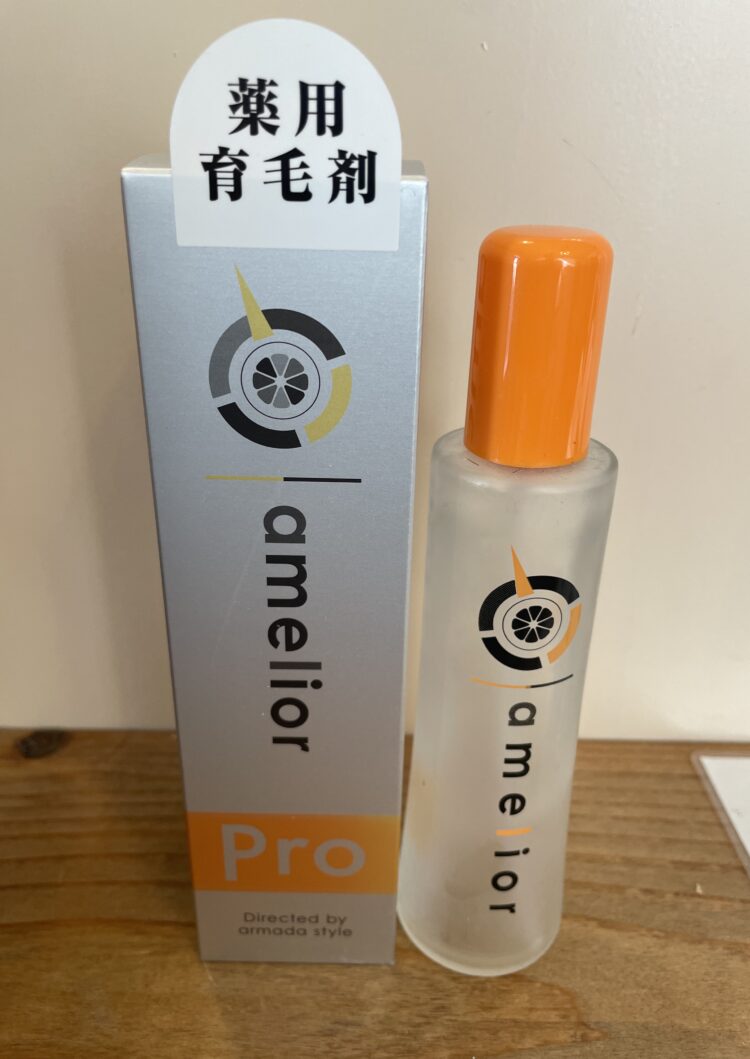 薬用
育毛剤
amelior
Pro
Directed by
armada style
amelior